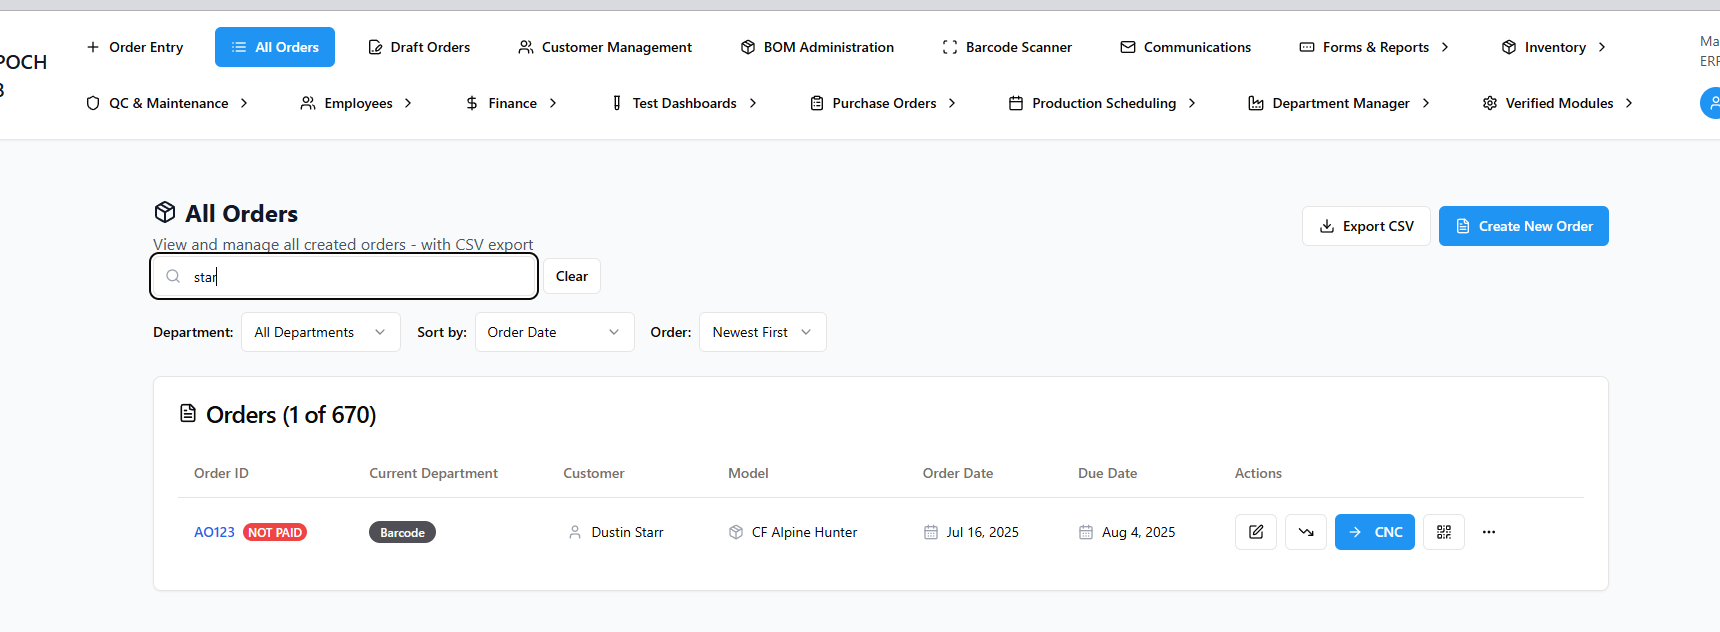 Order Entry All Orders Draft Orders Customer Management BOM Administration Barcode Scanner Communications Forms & Reports Inventory
POCH
QC & Maintenance Employees Finance Test Dashboards Purchase Orders Production Scheduling Department Manager Verified Modules
All Orders
View and manage all created orders - with CSV export
Export CSV Create New Order
star Clear
Department: All Departments Sort by: Order Date Order: Newest First
Orders (1 of 670)
Order ID Current Department Customer Model Order Date Due Date Actions
AO123 NOT PAID Barcode Dustin Starr CF Alpine Hunter Jul 16, 2025 Aug 4, 2025 CNC